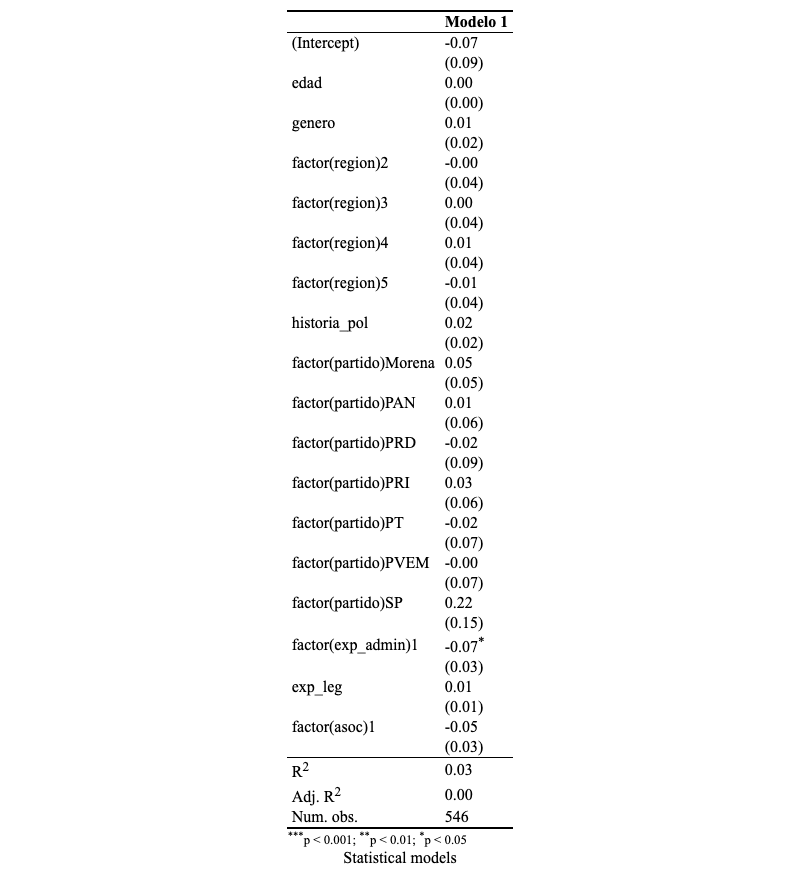 Modelo 1
(Intercept) -0.07
(0.09)
edad 0.00
(0.00)
genero 0.01
(0.02)
factor(region)2 -0.00
(0.04)
factor(region)3 0.00
(0.04)
factor(region)4 0.01
(0.04)
factor(region)5 -0.01
(0.04)
historia_pol 0.02
(0.02)
factor(partido)Morena 0.05
(0.05)
factor(partido)PAN 0.01
(0.06)
factor(partido)PRD -0.02
(0.09)
factor(partido)PRI 0.03
(0.06)
factor(partido)PT -0.02
(0.07)
factor(partido)PVEM -0.00
(0.07)
factor(partido)SP 0.22
(0.15)
factor(exp_admin)1 -0.07*
(0.03)
exp_leg 0.01
(0.01)
factor(asoc)1 -0.05
(0.03)
R2 0.03
Adj. R2 0.00
Num. obs. 546
***p < 0.001; **p < 0.01; *p < 0.05
Statistical models